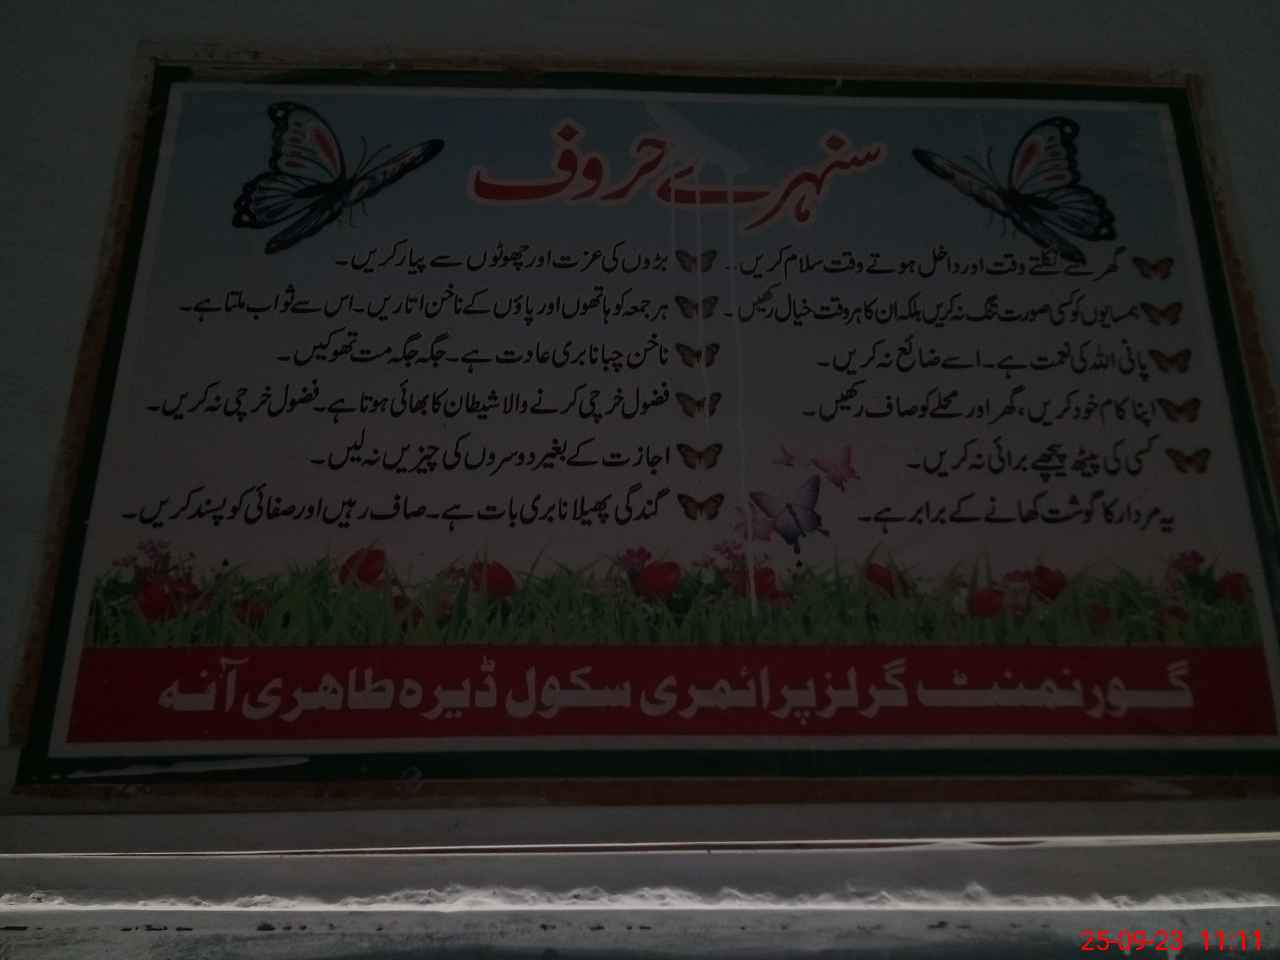 سنہرے حروف
گھر سے نکلتے وقت اور داخل ہوتے وقت سلام کریں۔
ہمسایوں کو کسی صورت تنگ نہ کریں بلکہ ان کا ہر وقت خیال رکھیں۔
پانی اللہ کی نعمت ہے۔ اسے ضائع نہ کریں۔
اپنا کام خود کریں، گھر اور محلے کو صاف رکھیں۔
کسی کی پیٹھ پیچھے برائی نہ کریں۔
یہ مردار کا گوشت کھانے کے برابر ہے۔
بڑوں کی عزت اور چھوٹوں سے پیار کریں۔
ہر جمعہ کو ہاتھوں اور پاؤں کے ناخن اتاریں۔ اس سے ثواب ملتا ہے۔
ناخن چبانا بری عادت ہے۔ جگہ جگہ مت تھوکیں۔
فضول خرچی کرنے والا شیطان کا بھائی ہوتا ہے۔ فضول خرچی نہ کریں۔
اجازت کے بغیر دوسروں کی چیزیں نہ لیں۔
گندگی پھیلانا بری بات ہے۔ صاف رہیں اور صفائی کو پسند کریں۔
گورنمنٹ گرلز پرائمری سکول ڈیرہ طاہری آنہ
25-09-23 11:11